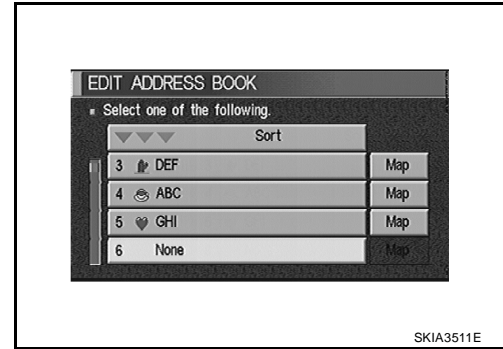 EDIT ADDRESS BOOK
Select one of the following.
Sort
3 DEF Map
4 ABC Map
5 GHI Map
6 None Map
SKIA3511E